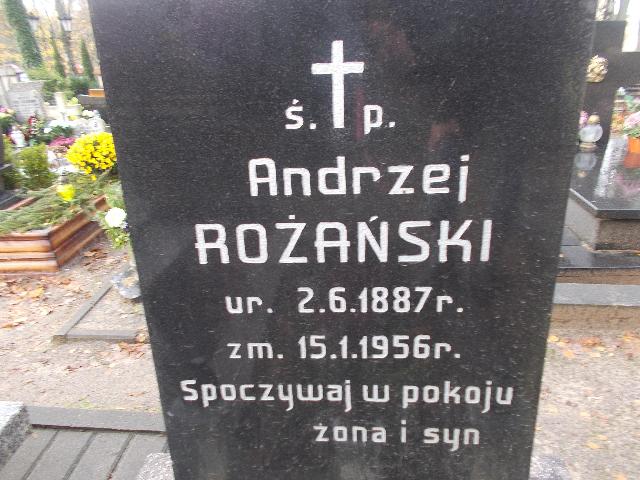 ś. p.
Andrzej
ROŻAŃSKI
ur. 2.6.1887r.
zm. 15.1.1956r.
Spoczywaj w pokoju
żona i syn